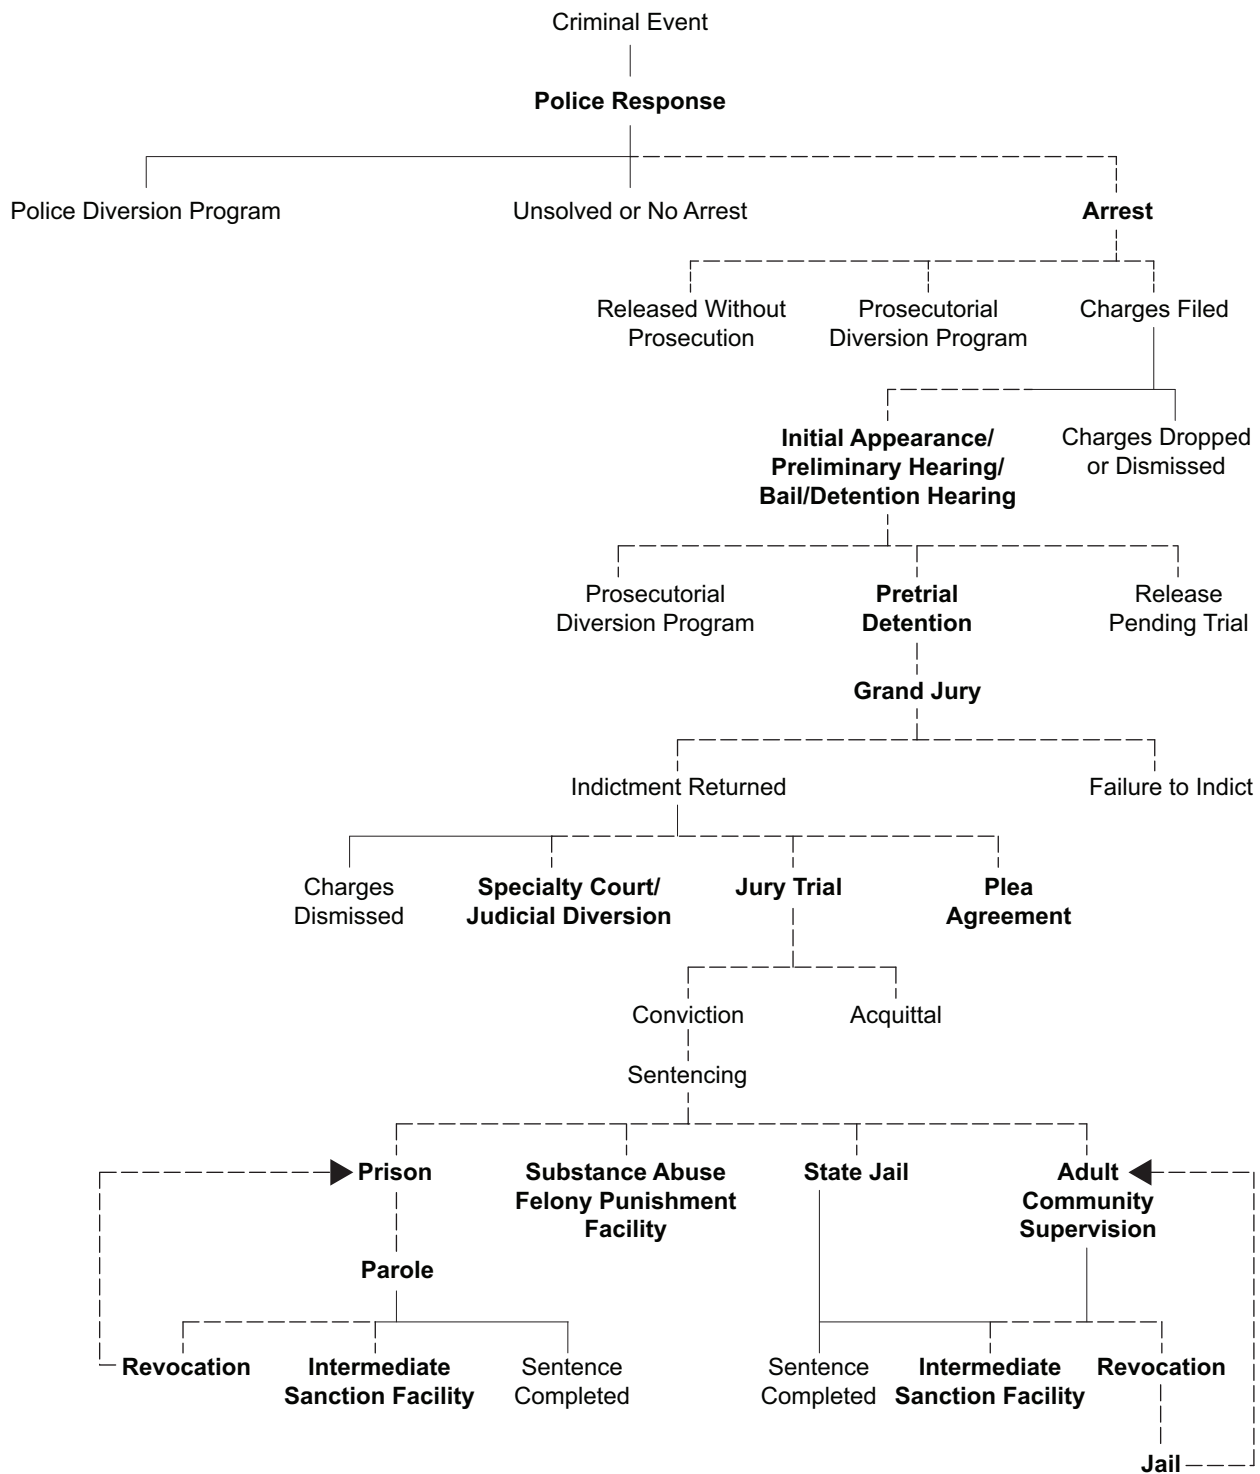 Criminal Event
Police Response
Police Diversion Program
Unsolved or No Arrest
Arrest
Released Without
Prosecution
Prosecutorial
Diversion Program
Charges Filed
Initial Appearance/
Preliminary Hearing/
Bail/Detention Hearing
Charges Dropped
or Dismissed
Prosecutorial
Diversion Program
Pretrial
Detention
Release
Pending Trial
Grand Jury
Indictment Returned
Failure to Indict
Charges
Dismissed
Specialty Court/
Judicial Diversion
Jury Trial
Plea
Agreement
Conviction
Acquittal
Sentencing
Prison
Substance Abuse
Felony Punishment
Facility
State Jail
Adult
Community
Supervision
Parole
Revocation
Intermediate
Sanction Facility
Sentence
Completed
Sentence
Completed
Intermediate
Sanction Facility
Revocation
Jail